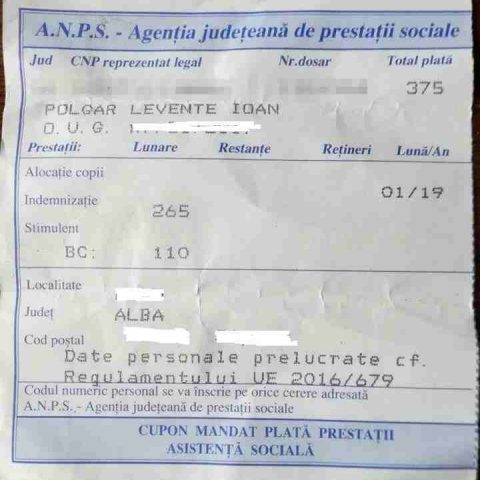 A.N.P.S. - Agenția județeană de prestații sociale
Jud CNP reprezentat legal Nr.dosar Total plată
375
POLGAR LEVENTE IOAN
O.U.G.
Prestații: Lunare Restanțe Rețineri Lună/An
Alocație copii
01/19
Indemnizație 265
Stimulent
BC: 110
Localitate
Județ ALBA
Cod poștal
Date personale prelucrate cf.
Regulamentului UE 2016/679
Codul numeric personal se va înscrie pe orice cerere adresată
A.N.P.S. - Agenția județeană de prestații sociale
CUPON MANDAT PLATĂ PRESTAȚII
ASISTENȚĂ SOCIALĂ